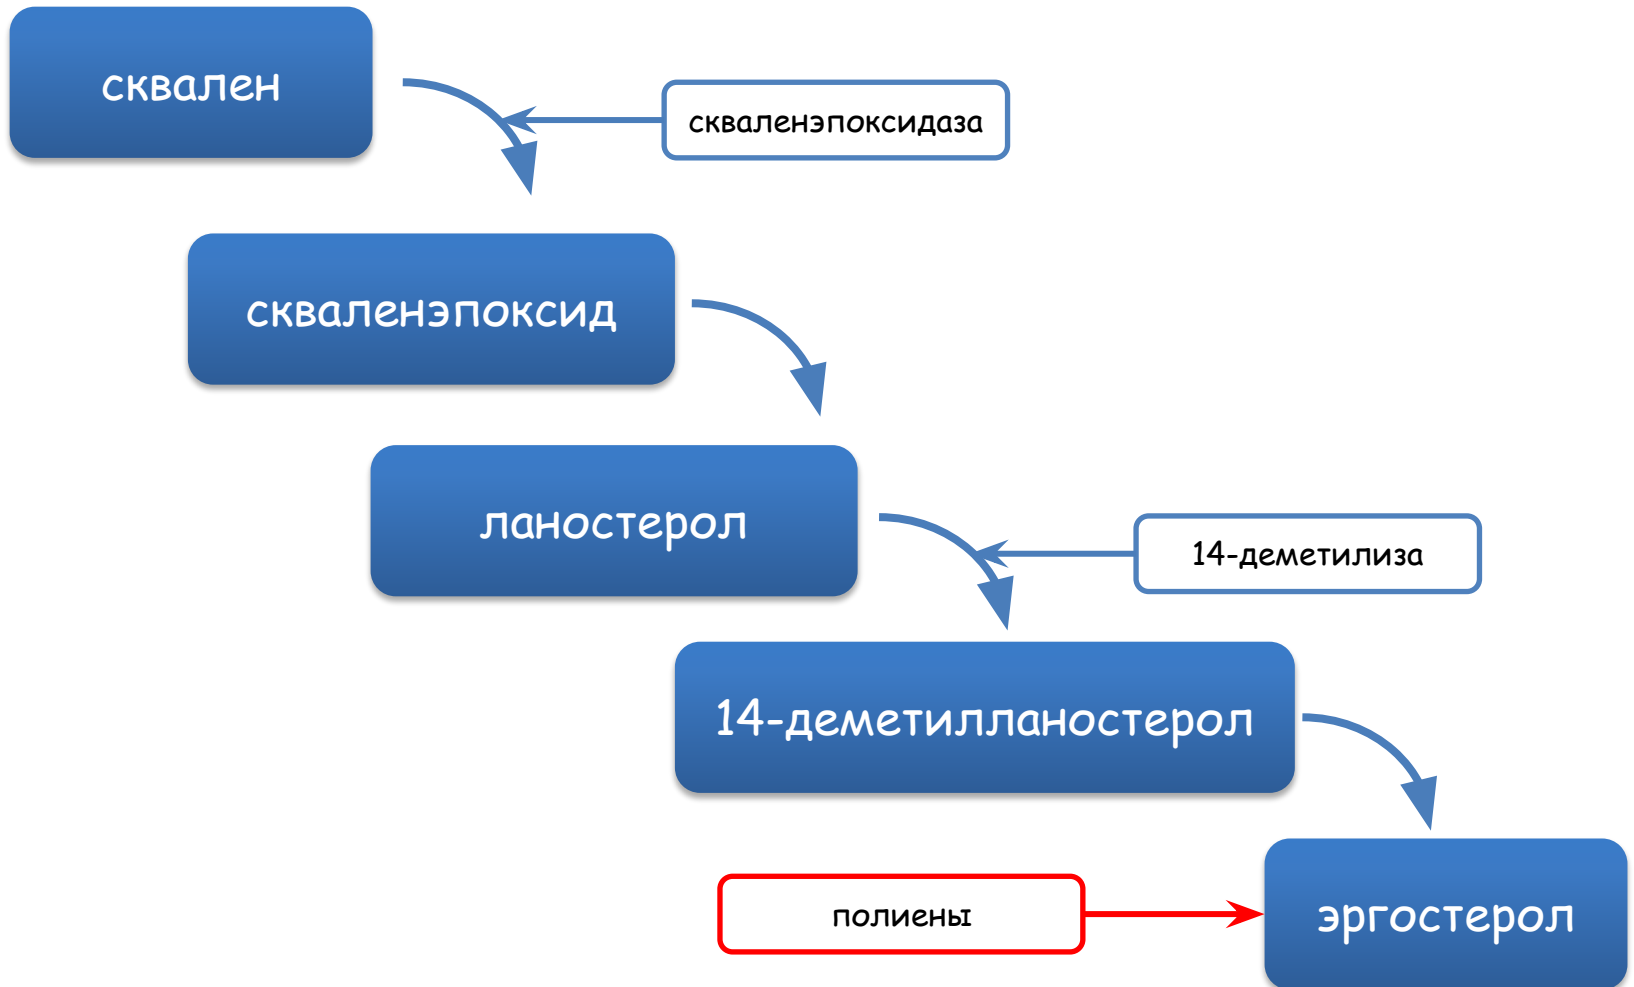 сквален
скваленэпоксидаза
скваленэпоксид
ланостерол
14-деметилиза
14-деметилланостерол
полиены
эргостерол